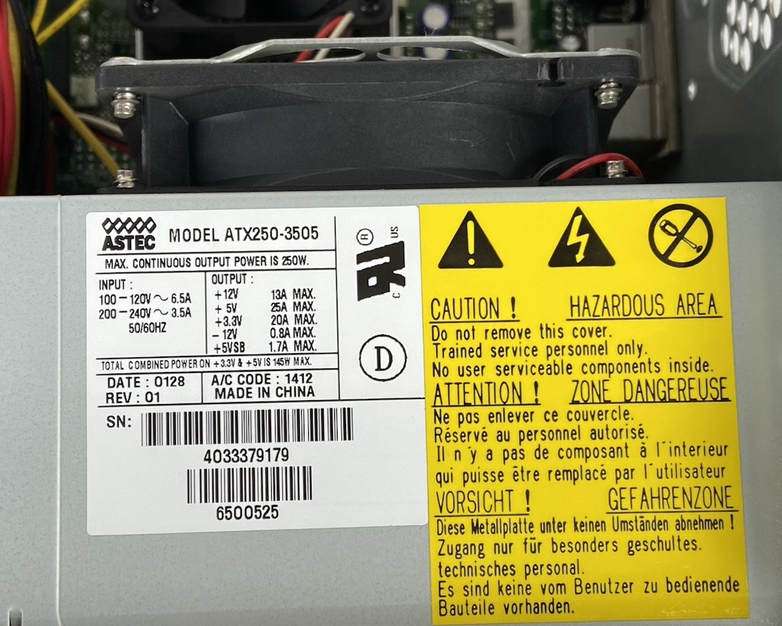 ASTEC MODEL ATX250-3505
MAX. CONTINUOUS OUTPUT POWER IS 250W.
INPUT :
100-120V ~ 6.5A
200-240V ~ 3.5A
50/60HZ
OUTPUT :
+12V 13A MAX.
+ 5V 25A MAX.
+3.3V 20A MAX.
- 12V 0.8A MAX.
+5VSB 1.7A MAX.
TOTAL COMBINED POWER ON +3.3V & +5V IS 145W MAX.
DATE : 0128
REV : 01
A/C CODE : 1412
MADE IN CHINA
SN:
4033379179
6500525
R
C US
D
CAUTION ! HAZARDOUS AREA
Do not remove this cover.
Trained service personnel only.
No user serviceable components inside.
ATTENTION ! ZONE DANGEREUSE
Ne pas enlever ce couvercle.
Réservé au personnel autorisé.
Il n´y a pas de composant à l´interieur
qui puisse être remplacé par l´utilisateur
VORSICHT ! GEFAHRENZONE
Diese Metallplatte unter keinen Umständen abnehmen !
Zugang nur für besonders geschultes.
technisches personal.
Es sind keine vom Benutzer zu bedienende
Bauteile vorhanden.